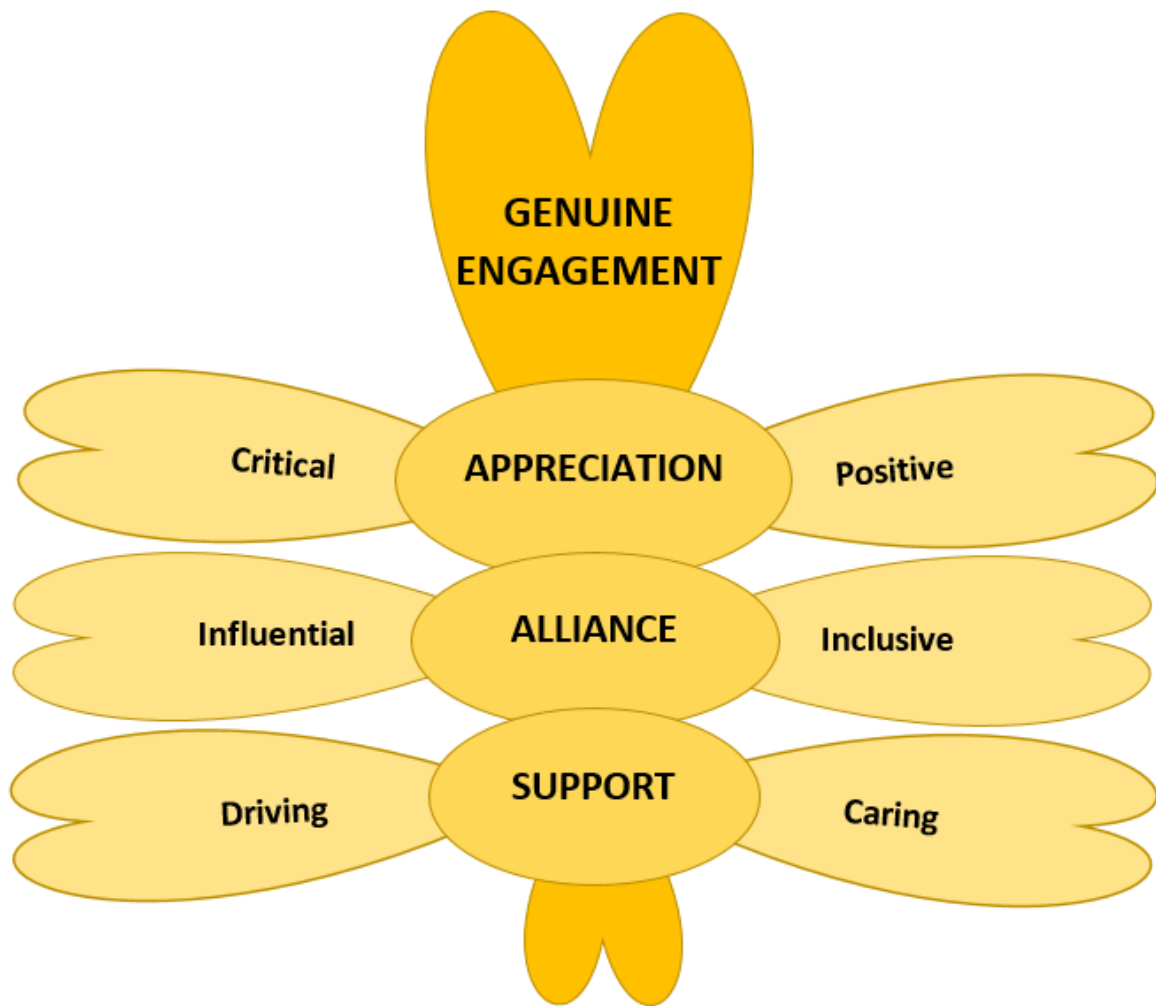 GENUINE
ENGAGEMENT
Critical
APPRECIATION
Positive
Influential
ALLIANCE
Inclusive
Driving
SUPPORT
Caring